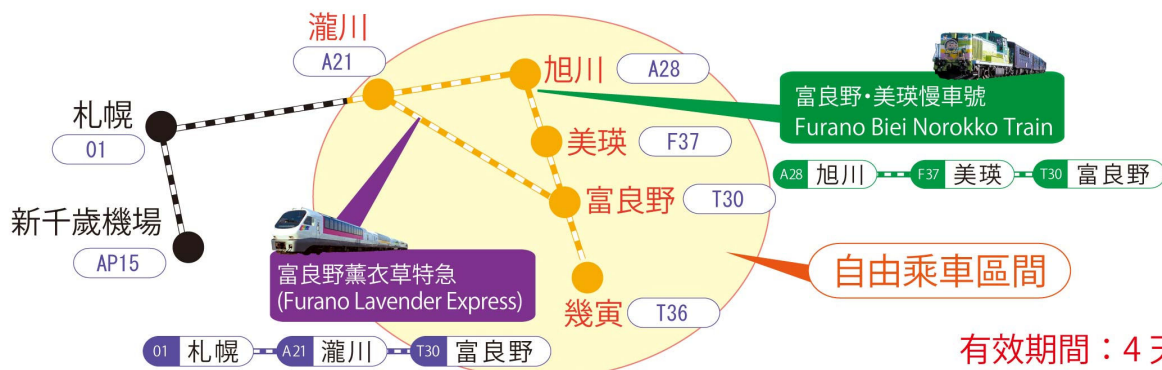 瀧川
A21
旭川
A28
富良野・美瑛慢車號
Furano Biei Norokko Train
札幌
01
美瑛
F37
A28 旭川 F37 美瑛 T30 富良野
富良野
T30
新千歲機場
AP15
富良野薰衣草特急
(Furano Lavender Express)
自由乘車區間
幾寅
T36
01 札幌 A21 瀧川 T30 富良野
有效期間：4天